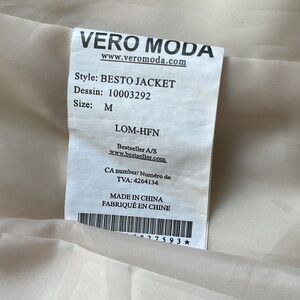 VERO MODA
www.veromoda.com
Style: BESTO JACKET
Dessin: 10003292
Size: M
LOM-HFN
Bestseller A/S
www.bestseller.com
CA number/ Numéro de
TVA: 4264134
MADE IN CHINA
FABRIQUÉ EN CHINE